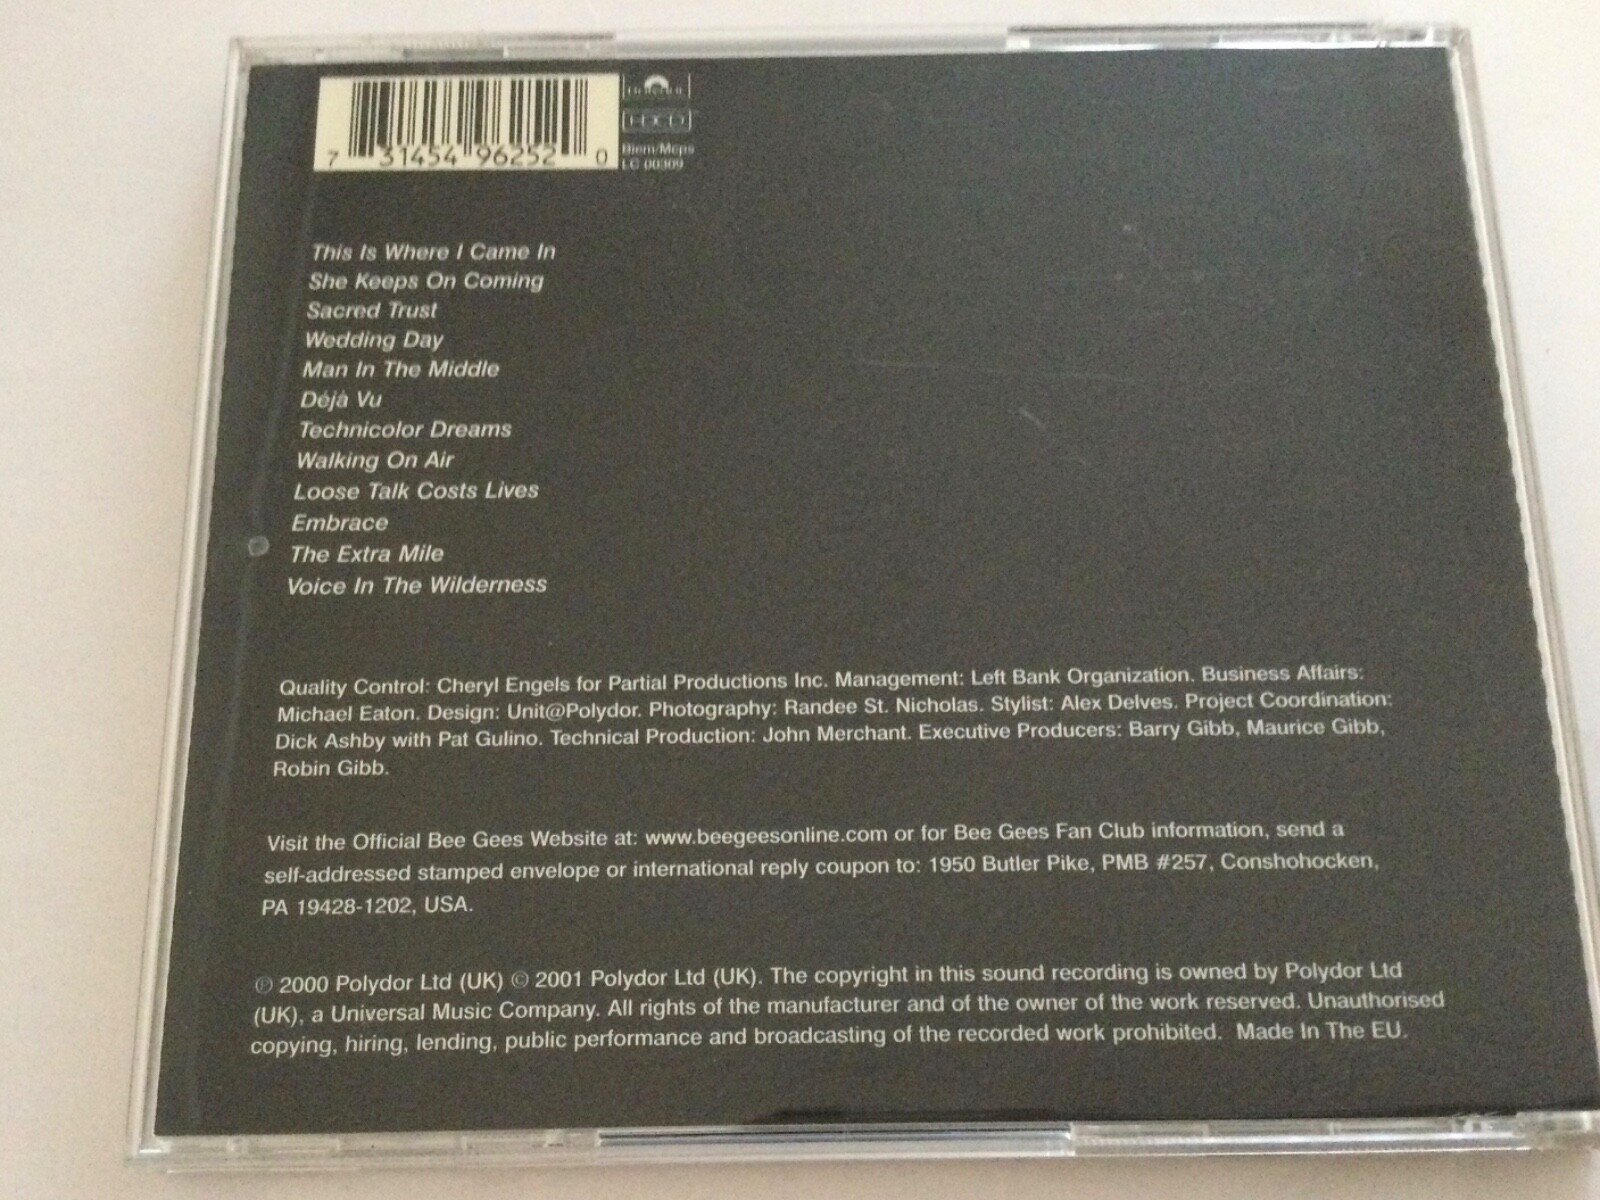 7 31454 96252 0
Polydor
HDCD
Biem/Mcps
LC 00309
This Is Where I Came In
She Keeps On Coming
Sacred Trust
Wedding Day
Man In The Middle
Déjà Vu
Technicolor Dreams
Walking On Air
Loose Talk Costs Lives
Embrace
The Extra Mile
Voice In The Wilderness
Quality Control: Cheryl Engels for Partial Productions Inc. Management: Left Bank Organization. Business Affairs:
Michael Eaton. Design: Unit@Polydor. Photography: Randee St. Nicholas. Stylist: Alex Delves. Project Coordination:
Dick Ashby with Pat Gulino. Technical Production: John Merchant. Executive Producers: Barry Gibb, Maurice Gibb,
Robin Gibb.
Visit the Official Bee Gees Website at: www.beegeesonline.com or for Bee Gees Fan Club information, send a
self-addressed stamped envelope or international reply coupon to: 1950 Butler Pike, PMB #257, Conshohocken,
PA 19428-1202, USA.
℗ 2000 Polydor Ltd (UK) © 2001 Polydor Ltd (UK). The copyright in this sound recording is owned by Polydor Ltd
(UK), a Universal Music Company. All rights of the manufacturer and of the owner of the work reserved. Unauthorised
copying, hiring, lending, public performance and broadcasting of the recorded work prohibited. Made In The EU.